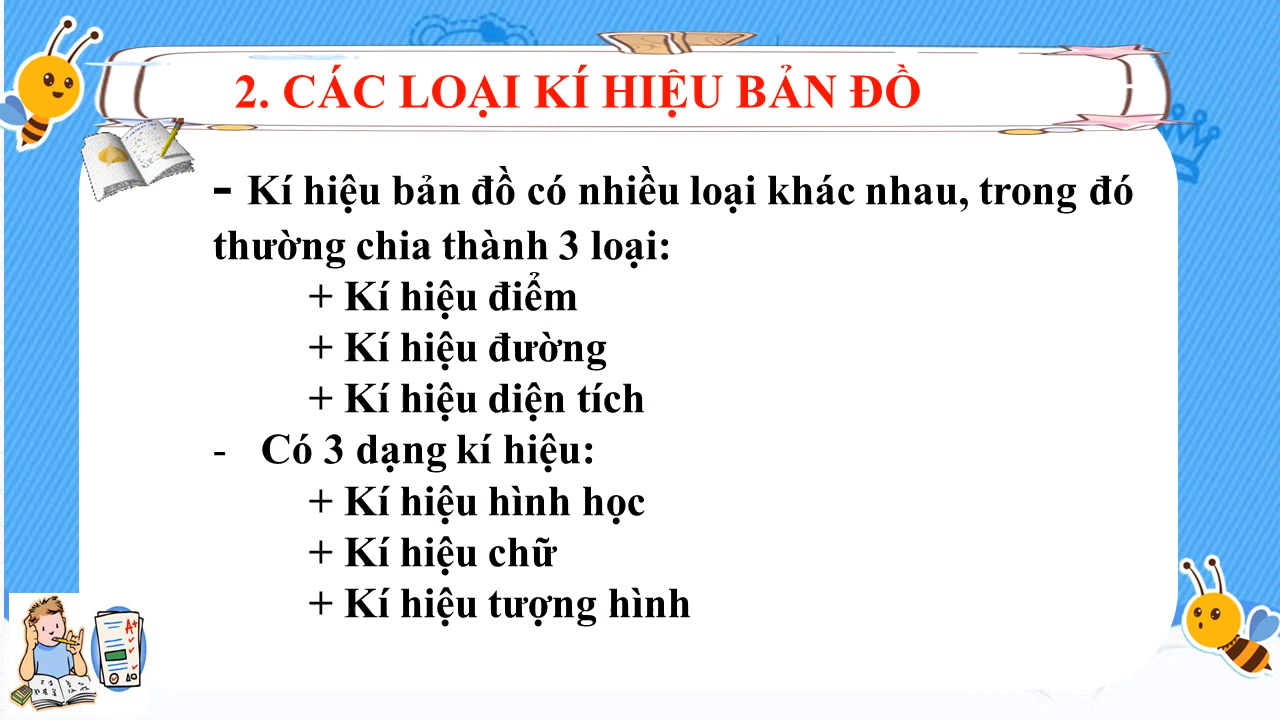 2. CÁC LOẠI KÍ HIỆU BẢN ĐỒ
- Kí hiệu bản đồ có nhiều loại khác nhau, trong đó
thường chia thành 3 loại:
+ Kí hiệu điểm
+ Kí hiệu đường
+ Kí hiệu diện tích
- Có 3 dạng kí hiệu:
+ Kí hiệu hình học
+ Kí hiệu chữ
+ Kí hiệu tượng hình
A+